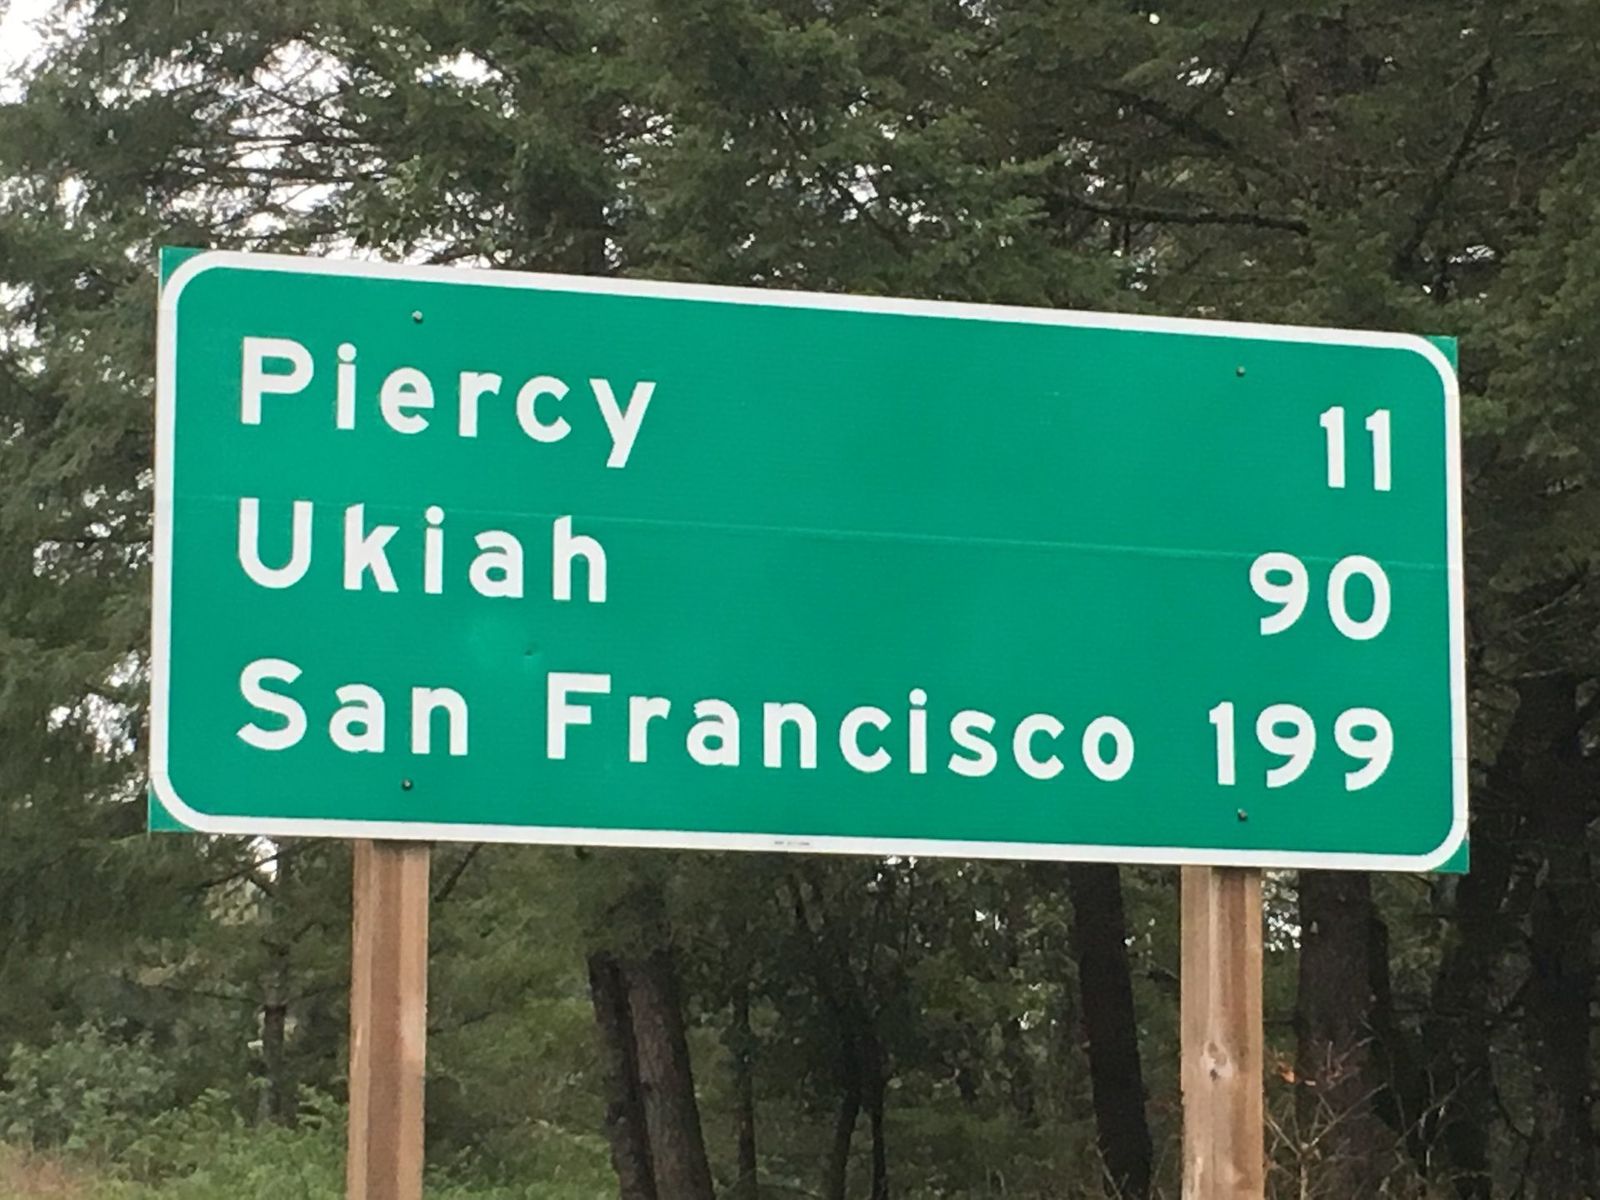 Piercy 11
Ukiah 90
San Francisco 199